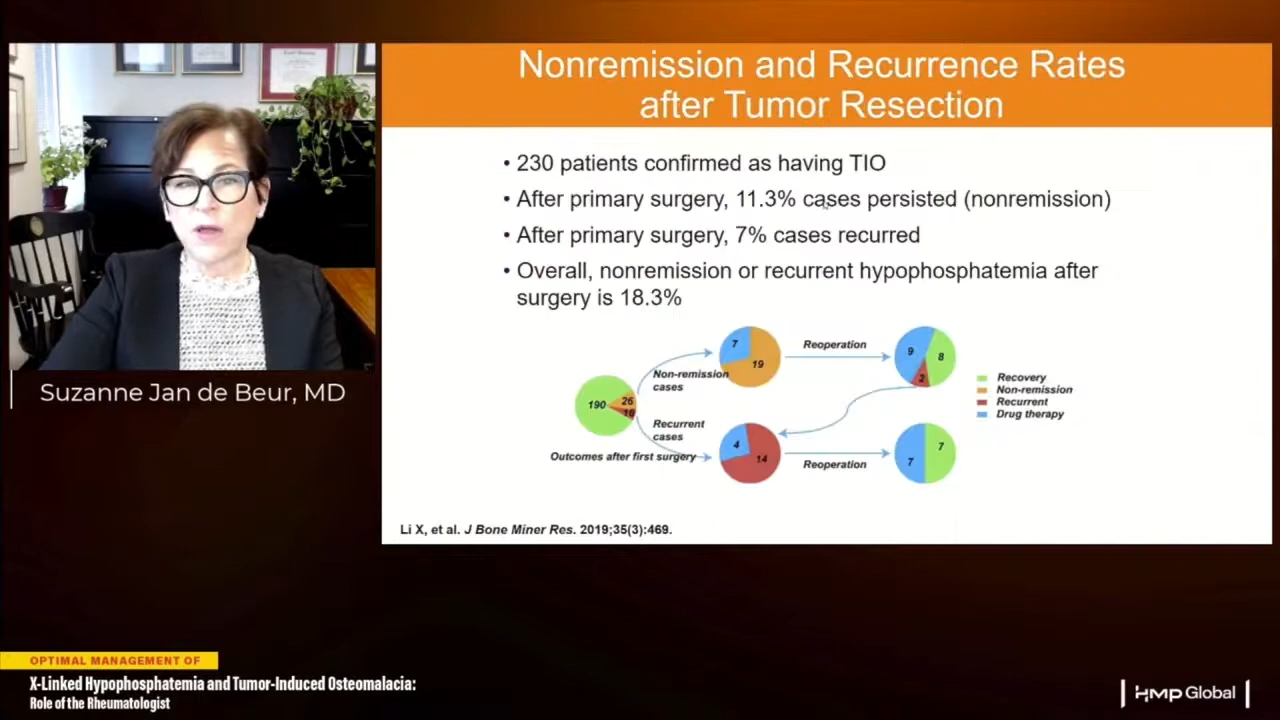 Nonremission and Recurrence Rates
after Tumor Resection
• 230 patients confirmed as having TIO
• After primary surgery, 11.3% cases persisted (nonremission)
• After primary surgery, 7% cases recurred
• Overall, nonremission or recurrent hypophosphatemia after
surgery is 18.3%
190
26
16
Non-remission
cases
Recurrent
cases
Outcomes after first surgery
7
19
Reoperation
9
8
2
4
14
Reoperation
7
7
Recovery
Non-remission
Recurrent
Drug therapy
Li X, et al. J Bone Miner Res. 2019;35(3):469.
Suzanne Jan de Beur, MD
OPTIMAL MANAGEMENT OF
X-Linked Hypophosphatemia and Tumor-Induced Osteomalacia:
Role of the Rheumatologist
HMP Global